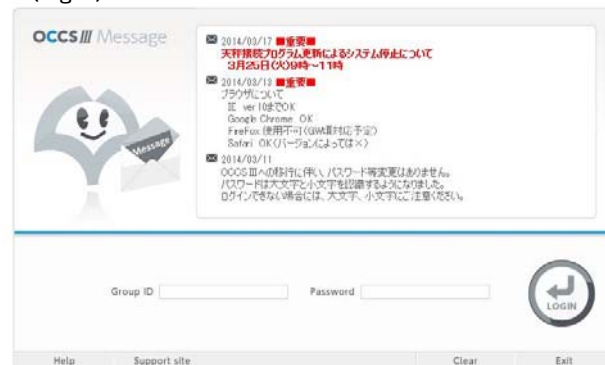 OCCSⅢ Message
2014/03/17 ■重要■
天秤接続プログラム更新によるシステム停止について
3月25日(火)9時～11時
2014/03/13 ■重要■
ブラウザについて
IE ver10までOK
Google Chrome OK
FireFox 使用不可(GW頃対応予定)
Safari OK(バージョンによっては×)
2014/03/11
OCCSⅢへの移行に伴い、パスワード等変更はありません。
パスワードは大文字と小文字を認識するようになりました。
ログインできない場合には、大文字、小文字にご注意ください。
Message
Group ID
Password
LOGIN
Help Support site Clear Exit